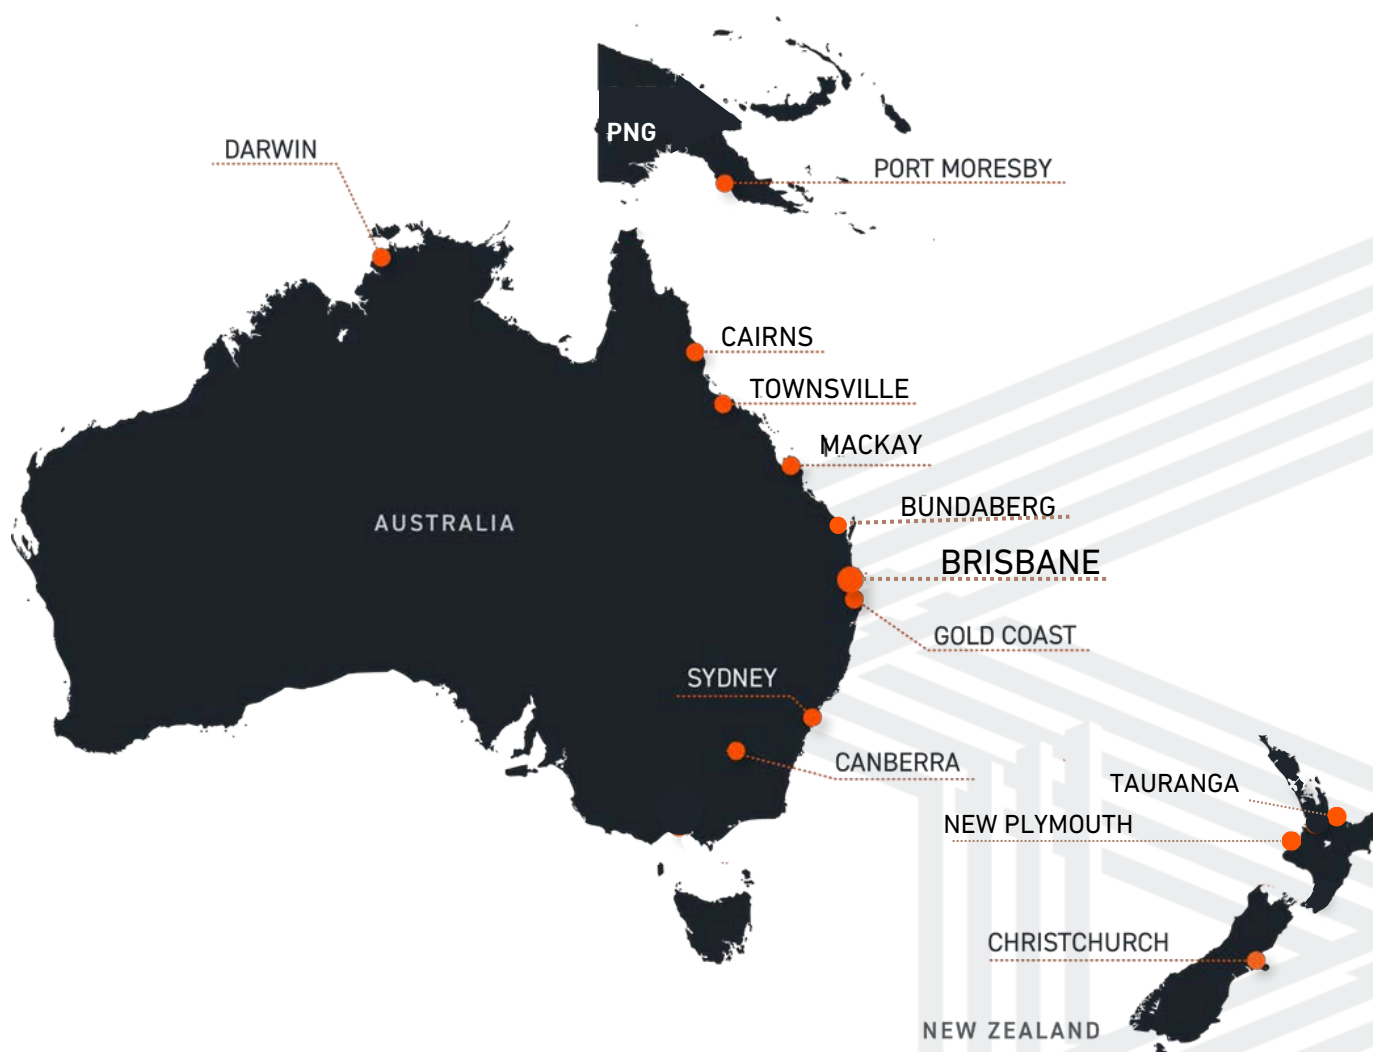 PNG
DARWIN
PORT MORESBY
CAIRNS
TOWNSVILLE
MACKAY
BUNDABERG
AUSTRALIA
BRISBANE
GOLD COAST
SYDNEY
CANBERRA
TAURANGA
NEW PLYMOUTH
CHRISTCHURCH
NEW ZEALAND